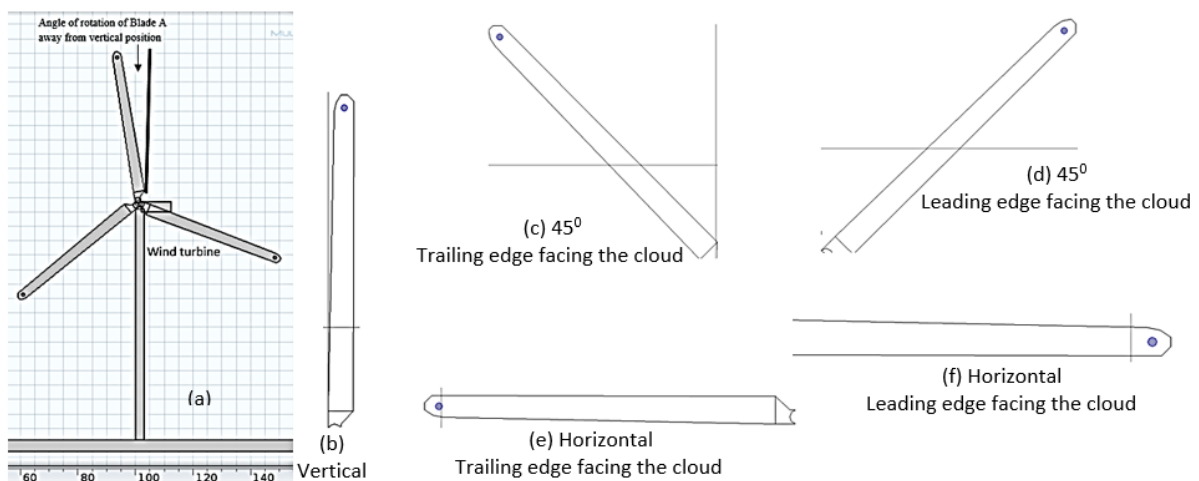 Angle of rotation of Blade A
away from vertical position
Wind turbine
(a)
60
80
100
120
140
(b)
Vertical
(c) 45⁰
Trailing edge facing the cloud
(d) 45⁰
Leading edge facing the cloud
(e) Horizontal
Trailing edge facing the cloud
(f) Horizontal
Leading edge facing the cloud